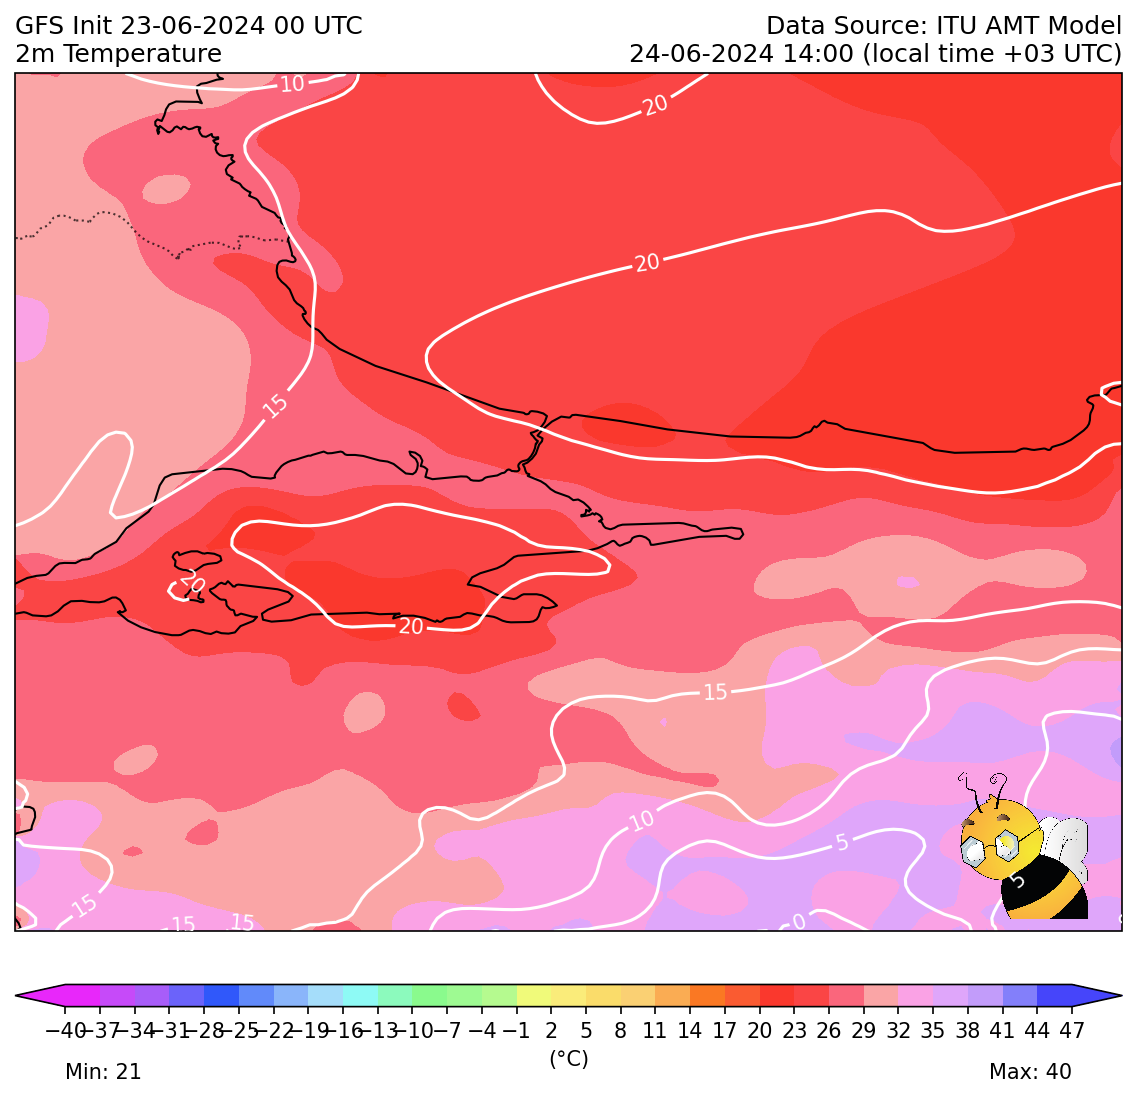 GFS Init 23-06-2024 00 UTC
Data Source: ITU AMT Model
2m Temperature
24-06-2024 14:00 (local time +03 UTC)
10
20
20
15
20
20
15
10
5
5
15
15
15
0
−40 −37 −34 −31 −28 −25 −22 −19 −16 −13 −10 −7 −4 −1 2 5 8 11 14 17 20 23 26 29 32 35 38 41 44 47
(°C)
Min: 21
Max: 40